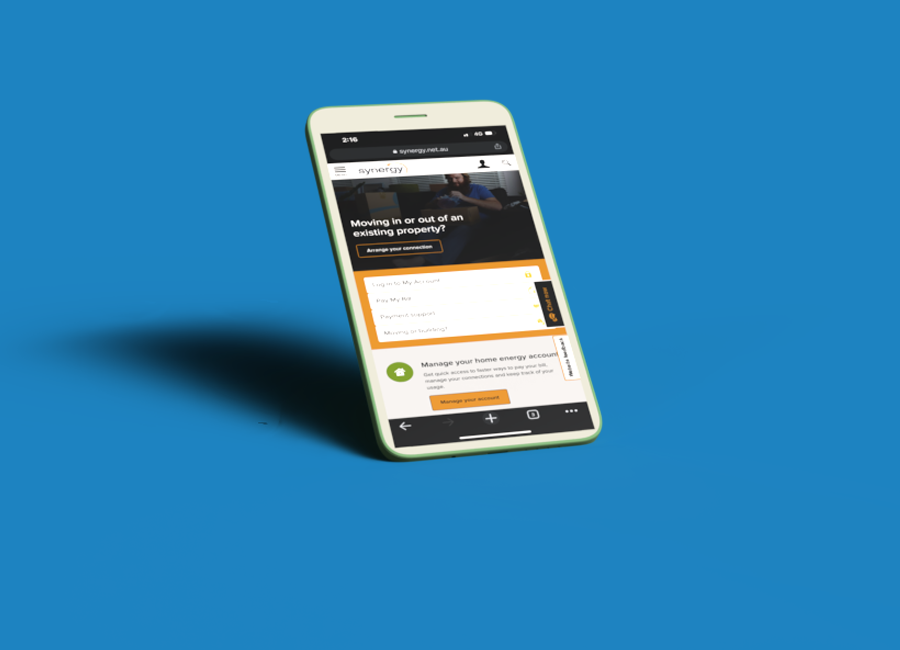 2:16
4G
synergy.net.au
synergy
Moving in or out of an
existing property?
Arrange your connection
Log in to My Account
Pay My Bill
Payment support
Moving or building?
Chat now
Website feedback
Manage your home energy account
Get quick access to faster ways to pay your bill,
manage your connections and keep track of your
usage.
Manage your account